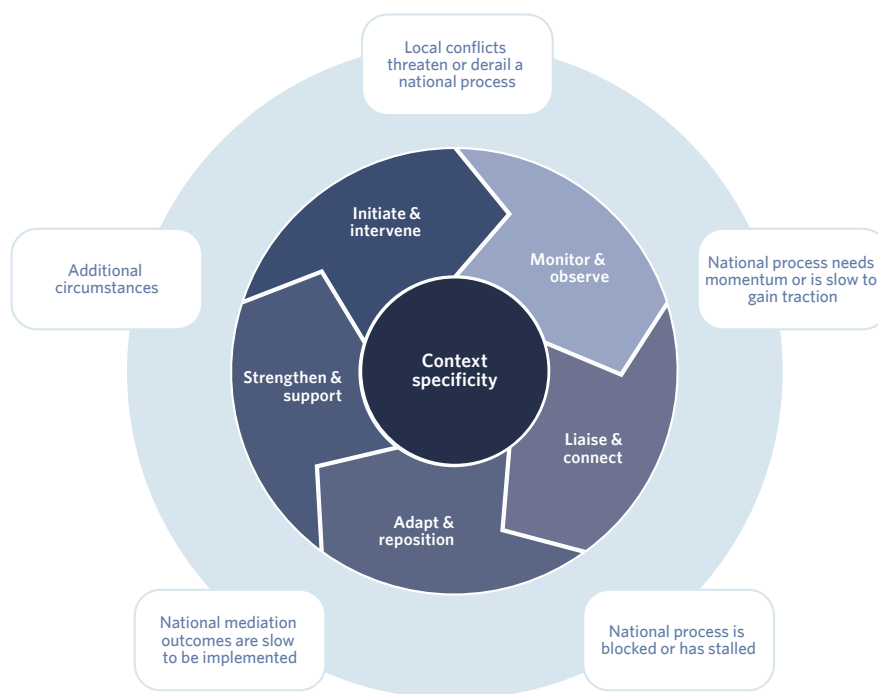 Local conflicts
threaten or derail a
national process
Initiate &
intervene
Monitor &
observe
Additional
circumstances
National process needs
momentum or is slow to
gain traction
Context
specificity
Strengthen &
support
Liaise &
connect
Adapt &
reposition
National mediation
outcomes are slow
to be implemented
National process is
blocked or has stalled